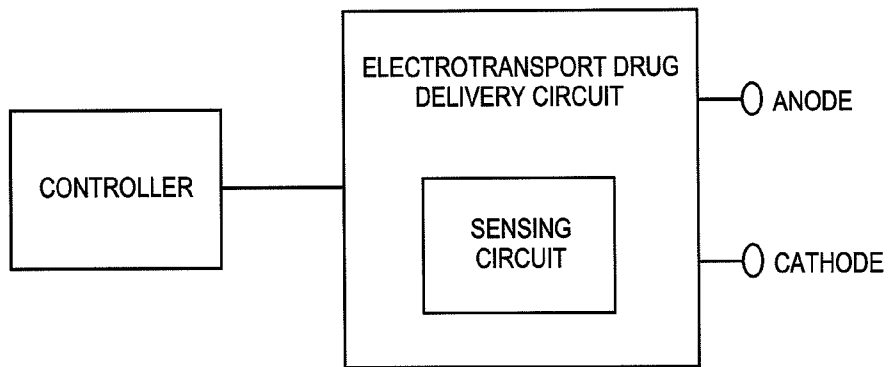 ELECTROTRANSPORT DRUG
DELIVERY CIRCUIT
ANODE
CONTROLLER
SENSING
CIRCUIT
CATHODE